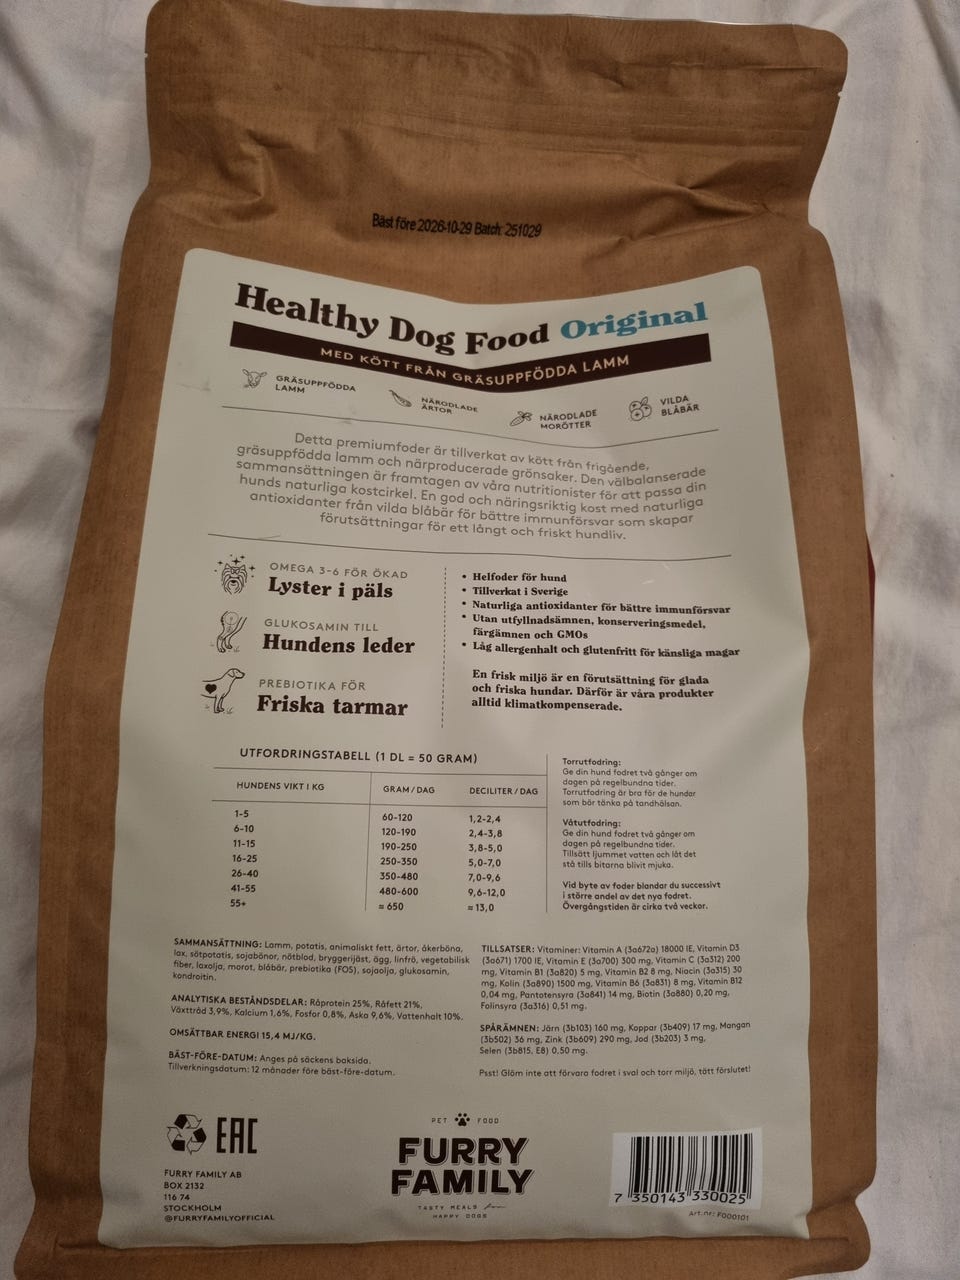 Bäst före 2026-10-29 Batch: 251029
Healthy Dog Food Original
MED KÖTT FRÅN GRÄSUPPFÖDDA LAMM
GRÄSUPPFÖDDA
LAMM
NÄRODLADE
ÄRTOR
NÄRODLADE
MORÖTTER
VILDA
BLÅBÄR
Detta premiumfoder är tillverkat av kött från frigående,
gräsuppfödda lamm och närproducerade grönsaker. Den välbalanserade
sammansättningen är framtagen av våra nutritionister för att passa din
hunds naturliga kostcirkel. En god och näringsriktig kost med naturliga
antioxidanter från vilda blåbär för bättre immunförsvar som skapar
förutsättningar för ett långt och friskt hundliv.
OMEGA 3-6 FÖR ÖKAD
Lyster i päls
GLUKOSAMIN TILL
Hundens leder
PREBIOTIKA FÖR
Friska tarmar
• Helfoder för hund
• Tillverkat i Sverige
• Naturliga antioxidanter för bättre immunförsvar
• Utan utfyllnadsämnen, konserveringsmedel,
färgämnen och GMOs
• Låg allergenhalt och glutenfritt för känsliga magar
En frisk miljö är en förutsättning för glada
och friska hundar. Därför är våra produkter
alltid klimatkompenserade.
UTFORDRINGSTABELL (1 DL = 50 GRAM)
HUNDENS VIKT I KG GRAM/DAG DECILITER/DAG
1-5 60-120 1,2-2,4
6-10 120-190 2,4-3,8
11-15 190-250 3,8-5,0
16-25 250-350 5,0-7,0
26-40 350-480 7,0-9,6
41-55 480-600 9,6-12,0
55+ ≈ 650 ≈ 13,0
Torrutfodring:
Ge din hund fodret två gånger om
dagen på regelbundna tider.
Torrutfodring är bra för de hundar
som bör tänka på tandhälsan.
Våtutfodring:
Ge din hund fodret två gånger om
dagen på regelbundna tider.
Tillsätt ljummet vatten och låt det
stå tills bitarna blivit mjuka.
Vid byte av foder blandar du successivt
i större andel av det nya fodret.
Övergångstiden är cirka två veckor.
SAMMANSÄTTNING: Lamm, potatis, animaliskt fett, ärtor, åkerböna,
lax, sötpotatis, sojabönor, nötblod, bryggerijäst, ägg, linfrö, vegetabilisk
fiber, laxolja, morot, blåbär, prebiotika (FOS), sojaolja, glukosamin,
kondroitin.
ANALYTISKA BESTÅNDSDELAR: Råprotein 25%, Råfett 21%,
Växttråd 3,9%, Kalcium 1,6%, Fosfor 0,8%, Aska 9,6%, Vattenhalt 10%.
OMSÄTTBAR ENERGI 15,4 MJ/KG.
BÄST-FÖRE-DATUM: Anges på säckens baksida.
Tillverkningsdatum: 12 månader före bäst-före-datum.
TILLSATSER: Vitaminer: Vitamin A (3a672a) 18000 IE, Vitamin D3
(3a671) 1700 IE, Vitamin E (3a700) 300 mg, Vitamin C (3a312) 200
mg, Vitamin B1 (3a820) 5 mg, Vitamin B2 8 mg, Niacin (3a315) 30
mg, Kolin (3a890) 1500 mg, Vitamin B6 (3a831) 8 mg, Vitamin B12
0,04 mg, Pantotensyra (3a841) 14 mg, Biotin (3a880) 0,20 mg,
Folinsyra (3a316) 0,51 mg.
SPÅRÄMNEN: Järn (3b103) 160 mg, Koppar (3b409) 17 mg, Mangan
(3b502) 36 mg, Zink (3b609) 290 mg, Jod (3b203) 3 mg,
Selen (3b815, E8) 0,50 mg.
Psst! Glöm inte att förvara fodret i sval och torr miljö, tätt förslutet!
EAC
FURRY FAMILY AB
BOX 2132
116 74
STOCKHOLM
@FURRYFAMILYOFFICIAL
PET FOOD
FURRY
FAMILY
TASTY MEALS for
HAPPY DOGS
7 350143 330025
Art.nr: F000101